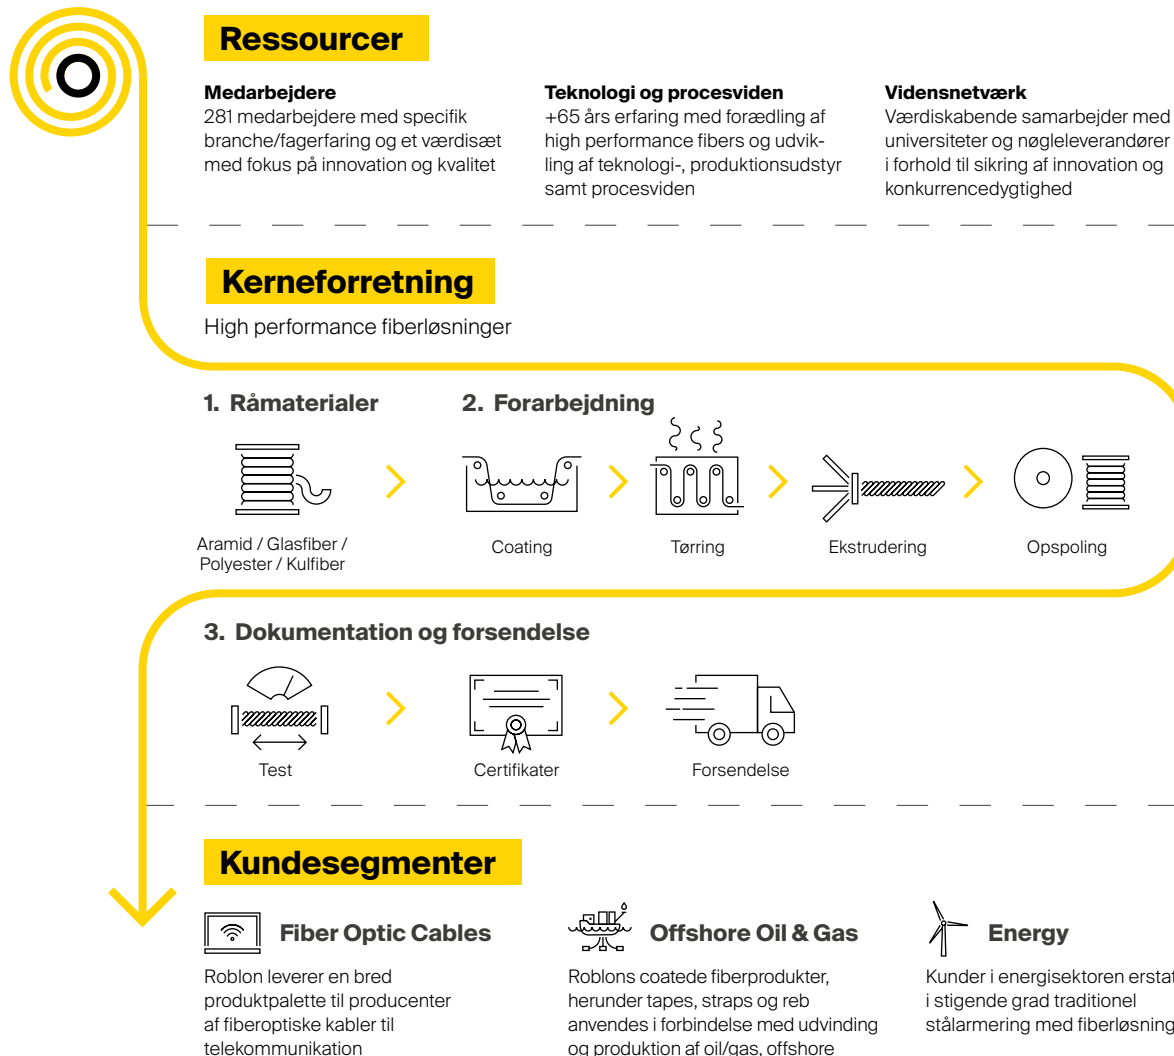 Ressourcer
Medarbejdere
281 medarbejdere med specifik
branche/fagerfaring og et værdisæt
med fokus på innovation og kvalitet
Teknologi og procesviden
+65 års erfaring med forædling af
high performance fibers og udvik-
ling af teknologi-, produktionsudstyr
samt procesviden
Vidensnetværk
Værdiskabende samarbejder med
universiteter og nøgleleverandører
i forhold til sikring af innovation og
konkurrencedygtighed
Kerneforretning
High performance fiberløsninger
1. Råmaterialer
Aramid / Glasfiber /
Polyester / Kulfiber
2. Forarbejdning
Coating
Tørring
Ekstrudering
Opspoling
3. Dokumentation og forsendelse
Test
Certifikater
Forsendelse
Kundesegmenter
Fiber Optic Cables
Roblon leverer en bred
produktpalette til producenter
af fiberoptiske kabler til
telekommunikation
Offshore Oil & Gas
Roblons coatede fiberprodukter,
herunder tapes, straps og reb
anvendes i forbindelse med udvinding
og produktion af oil/gas, offshore
Energy
Kunder i energisektoren
i stigende grad traditionel
stålarmering med